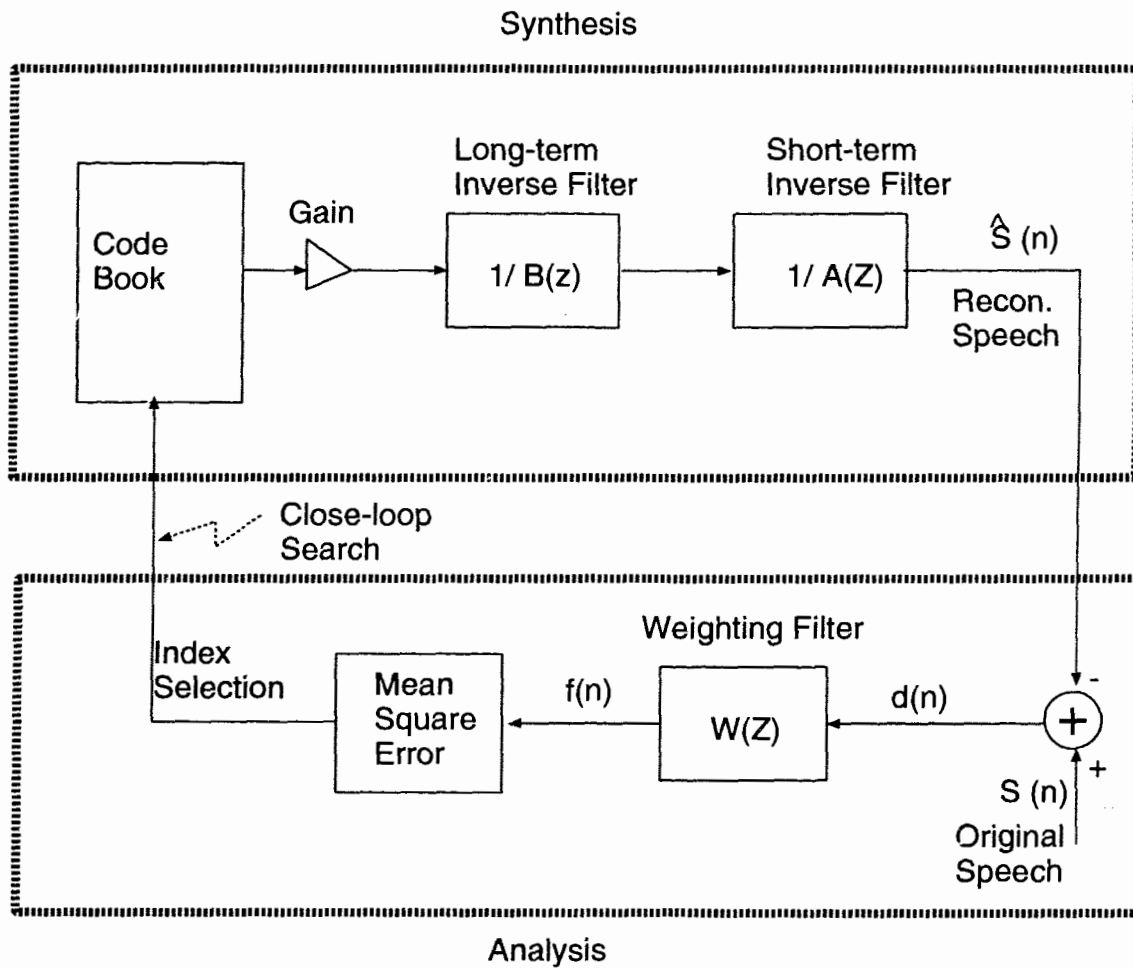 Synthesis
Long-term
Inverse Filter
Short-term
Inverse Filter
Gain
Code
Book
1/ B(z)
1/ A(Z)
Ŝ (n)
Recon.
Speech
Close-loop
Search
Weighting Filter
Index
Selection
Mean
Square
Error
f(n)
W(Z)
d(n)
-
+
+
S (n)
Original
Speech
Analysis